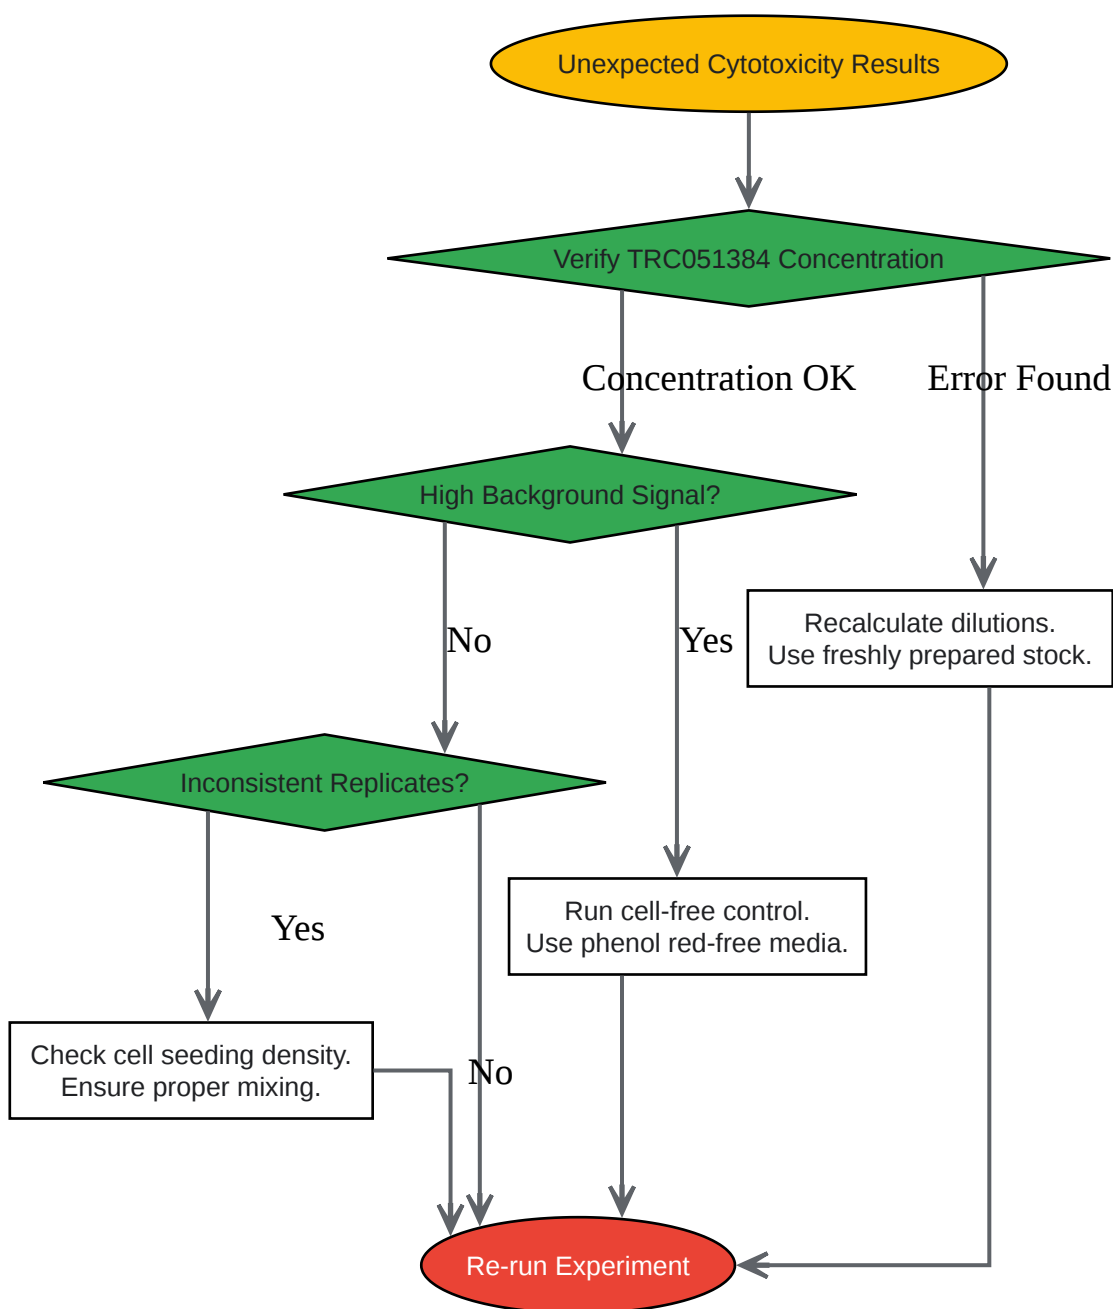 Unexpected Cytotoxicity Results
Verify TRC051384 Concentration
Concentration OK
Error Found
High Background Signal?
Recalculate dilutions.
Use freshly prepared stock.
No
Yes
Inconsistent Replicates?
Run cell-free control.
Use phenol red-free media.
Yes
Check cell seeding density.
Ensure proper mixing.
No
Re-run Experiment